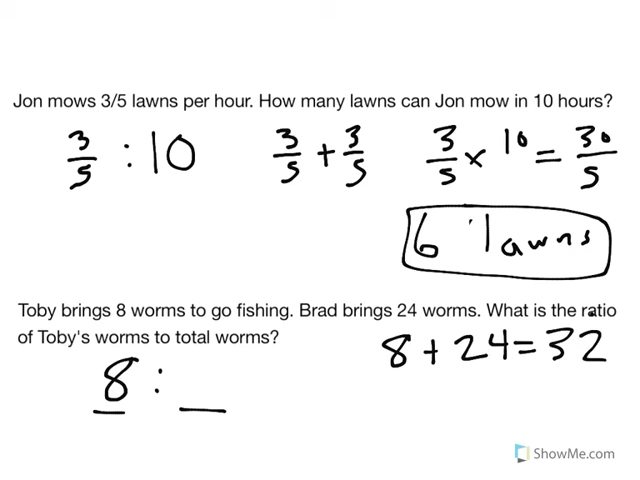 Jon mows 3/5 lawns per hour. How many lawns can Jon mow in 10 hours?
3/5 : 10 3/5 + 3/5 3/5 x 10 = 30/5
6 lawns
Toby brings 8 worms to go fishing. Brad brings 24 worms. What is the ratio
of Toby's worms to total worms?
8 + 24 = 32
8 : __
ShowMe.com